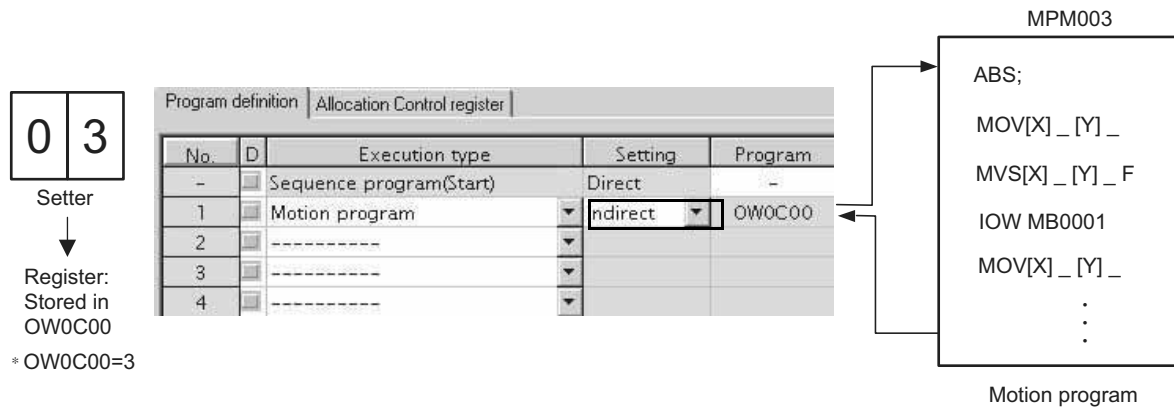 MPM003
0 3
Setter
Register:
Stored in
OW0C00
* OW0C00=3
Program definition Allocation Control register
No. D Execution type Setting Program
- Sequence program(Start) Direct -
1 Motion program ndirect OW0C00
2 ----------
3 ----------
4 ----------
ABS;
MOV[X] _ [Y] _
MVS[X] _ [Y] _ F
IOW MB0001
MOV[X] _ [Y] _
.
.
.
Motion program